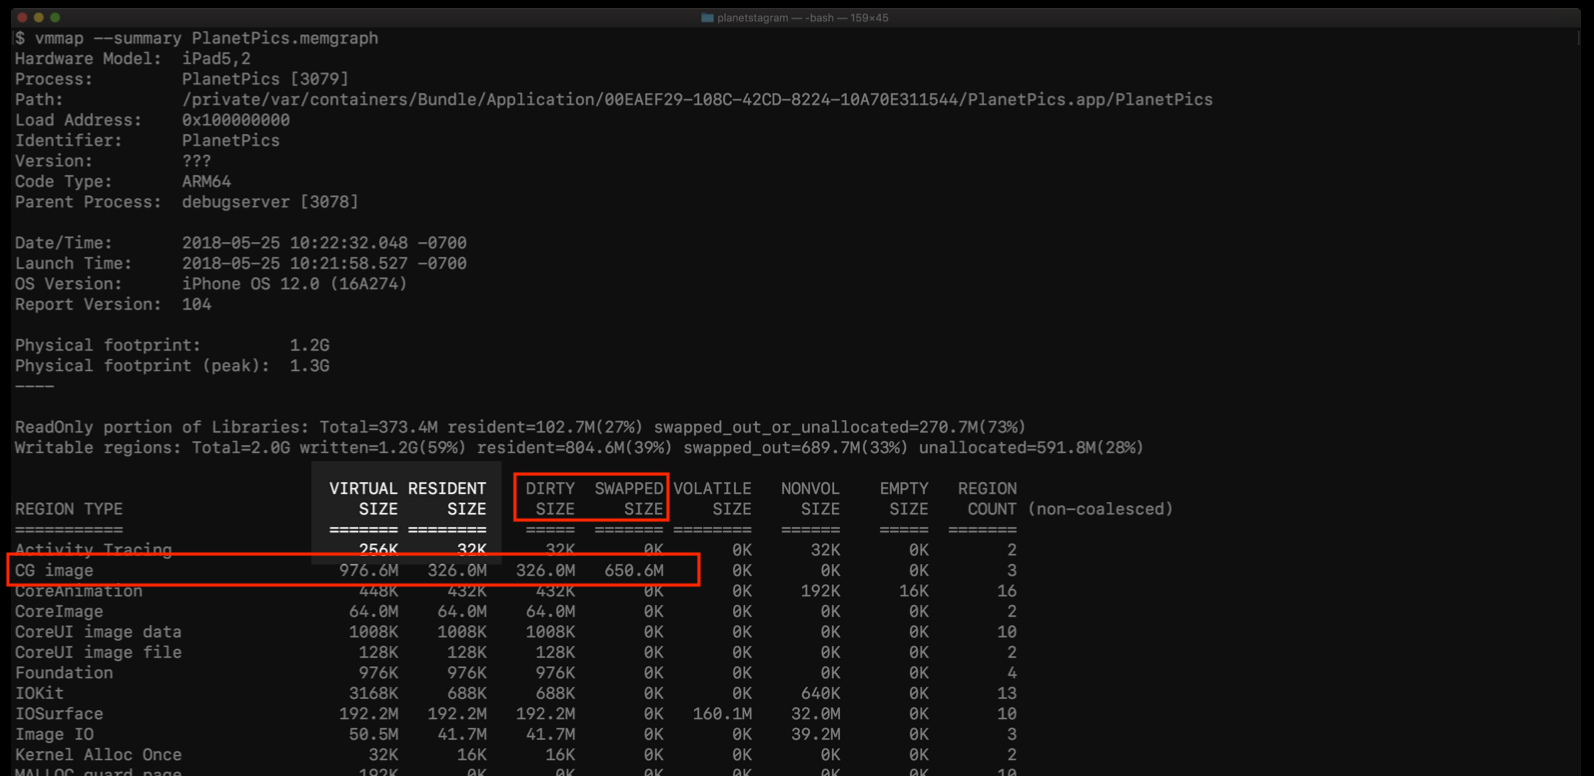 planetstagram — -bash — 159×45
$ vmmap --summary PlanetPics.memgraph
Hardware Model:  iPad5,2
Process:         PlanetPics [3079]
Path:            /private/var/containers/Bundle/Application/00EAEF29-108C-42CD-8224-10A70E311544/PlanetPics.app/PlanetPics
Load Address:    0x100000000
Identifier:      PlanetPics
Version:         ???
Code Type:       ARM64
Parent Process:  debugserver [3078]
Date/Time:       2018-05-25 10:22:32.048 -0700
Launch Time:     2018-05-25 10:21:58.527 -0700
OS Version:      iPhone OS 12.0 (16A274)
Report Version:  104
Physical footprint:         1.2G
Physical footprint (peak):  1.3G
----
ReadOnly portion of Libraries: Total=373.4M resident=102.7M(27%) swapped_out_or_unallocated=270.7M(73%)
Writable regions: Total=2.0G written=1.2G(59%) resident=804.6M(39%) swapped_out=689.7M(33%) unallocated=591.8M(28%)
VIRTUAL RESIDENT DIRTY SWAPPED VOLATILE NONVOL EMPTY REGION
REGION TYPE SIZE SIZE SIZE SIZE SIZE SIZE SIZE COUNT (non-coalesced)
=========== ======= ======== ===== ======= ======== ====== ===== =======
Activity Tracing 256K 32K 32K 0K 0K 32K 0K 2
CG image 976.6M 326.0M 326.0M 650.6M 0K 0K 0K 3
CoreAnimation 448K 432K 432K 0K 0K 192K 16K 16
CoreImage 64.0M 64.0M 64.0M 0K 0K 0K 0K 2
CoreUI image data 1008K 1008K 1008K 0K 0K 0K 0K 10
CoreUI image file 128K 128K 128K 0K 0K 0K 0K 2
Foundation 976K 976K 976K 0K 0K 0K 0K 4
IOKit 3168K 688K 688K 0K 0K 640K 0K 13
IOSurface 192.2M 192.2M 192.2M 0K 160.1M 32.0M 0K 10
Image IO 50.5M 41.7M 41.7M 0K 0K 39.2M 0K 3
Kernel Alloc Once 32K 16K 16K 0K 0K 0K 0K 2
MALLOC guard page 192K 0K 0K 0K 0K 0K 0K 10